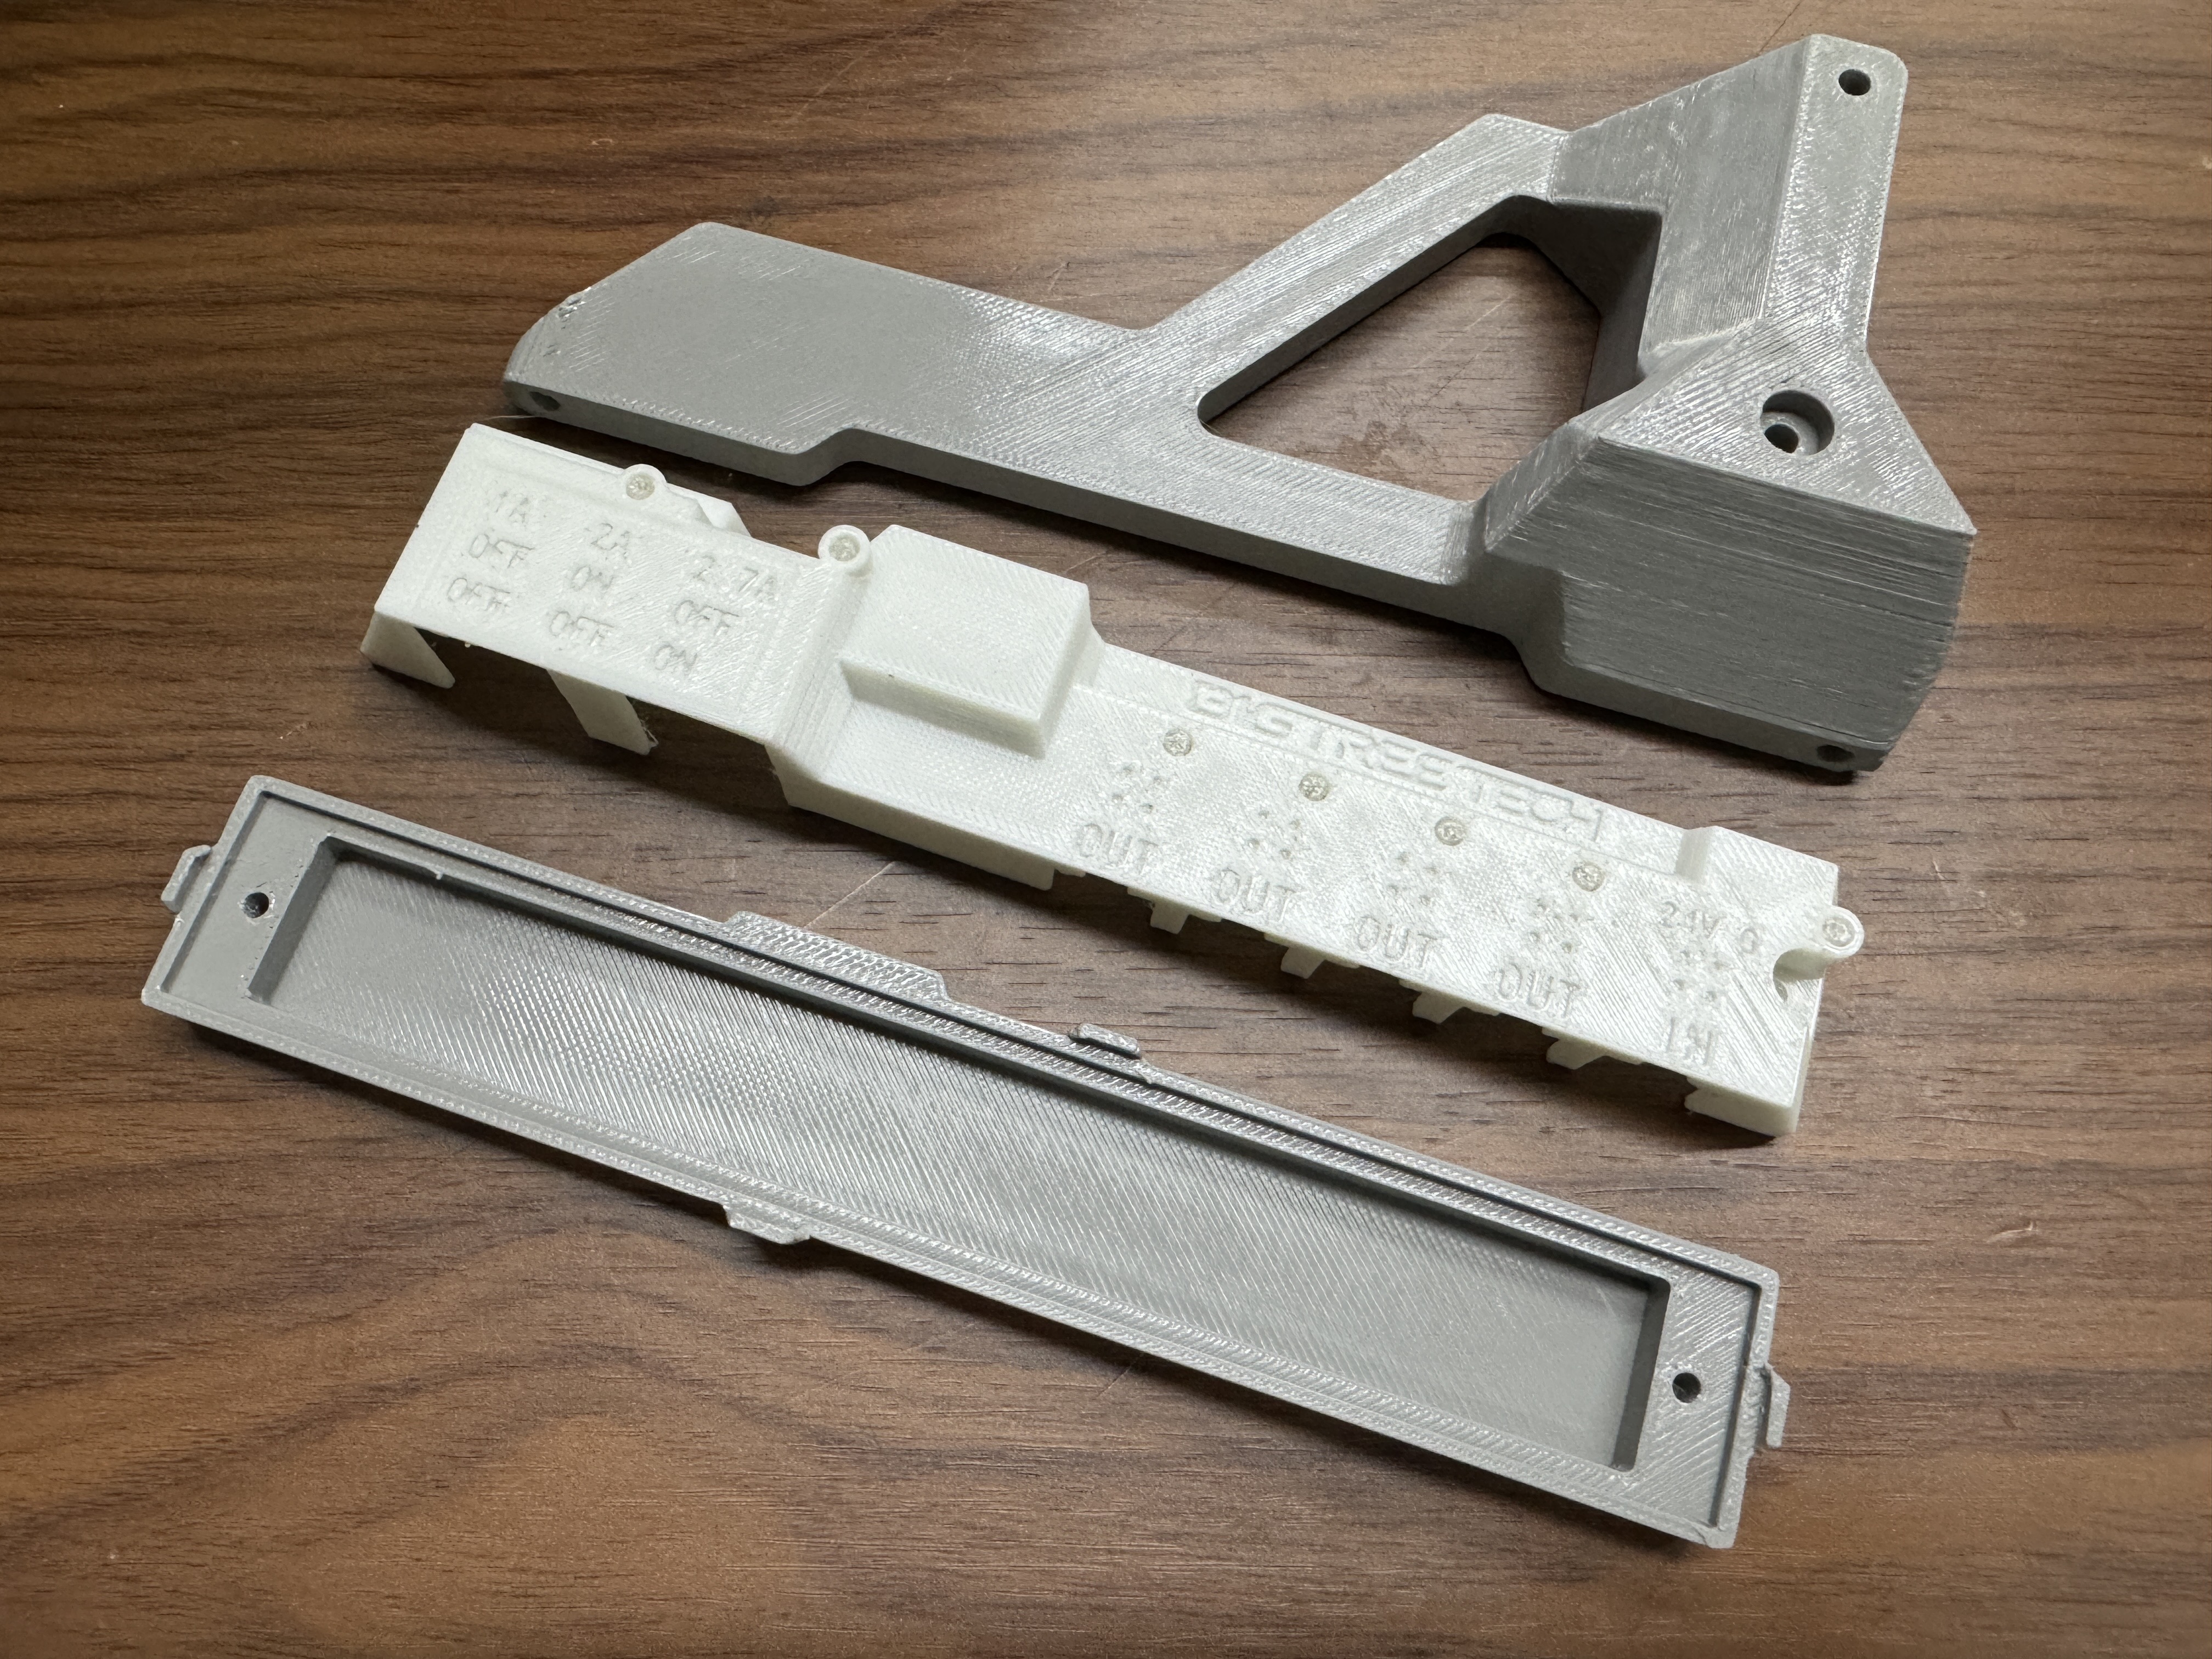 1A 2A 2.7A
OFF ON OFF
OFF OFF ON
BIGTREETECH
24V G
OUT OUT OUT OUT IN